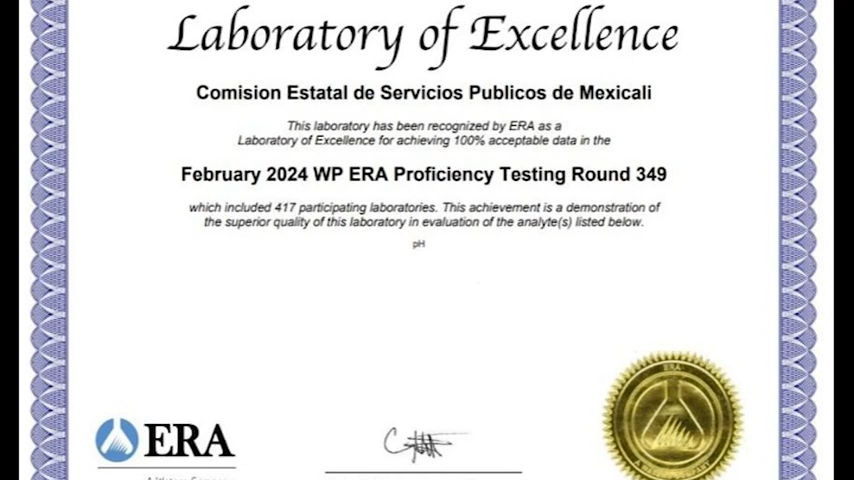 Laboratory of Excellence
Comision Estatal de Servicios Publicos de Mexicali
This laboratory has been recognized by ERA as a
Laboratory of Excellence for achieving 100% acceptable data in the
February 2024 WP ERA Proficiency Testing Round 349
which included 417 participating laboratories. This achievement is a demonstration of
the superior quality of this laboratory in evaluation of the analyte(s) listed below.
pH
ERA
ERA
A WATERS COMPANY